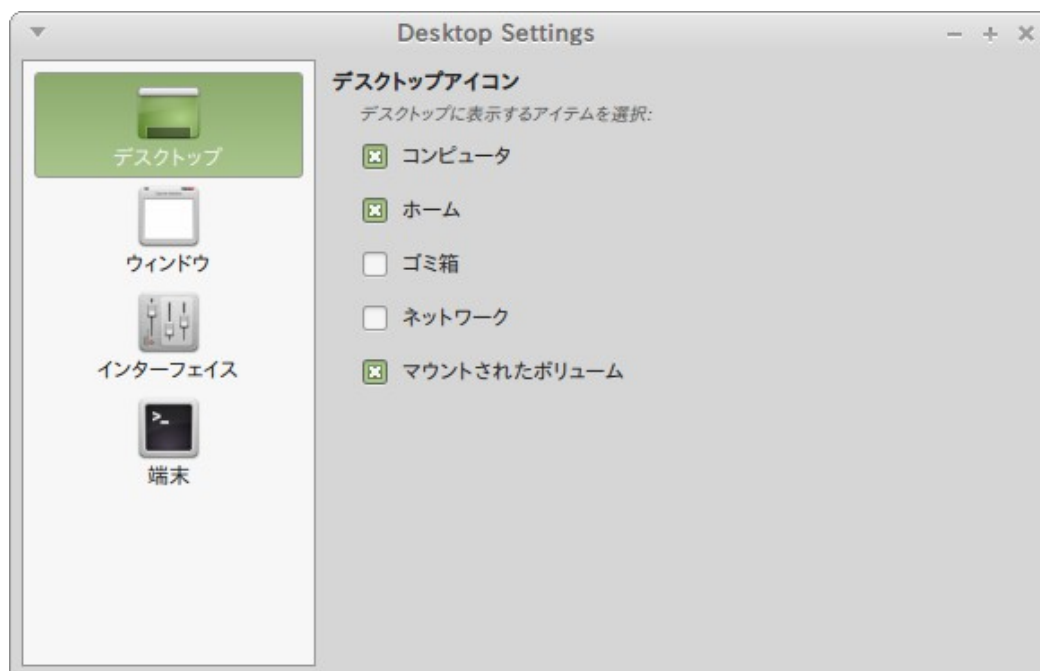 Desktop Settings
デスクトップ
ウィンドウ
インターフェイス
>_
端末
デスクトップアイコン
デスクトップに表示するアイテムを選択:
コンピュータ
ホーム
ゴミ箱
ネットワーク
マウントされたボリューム